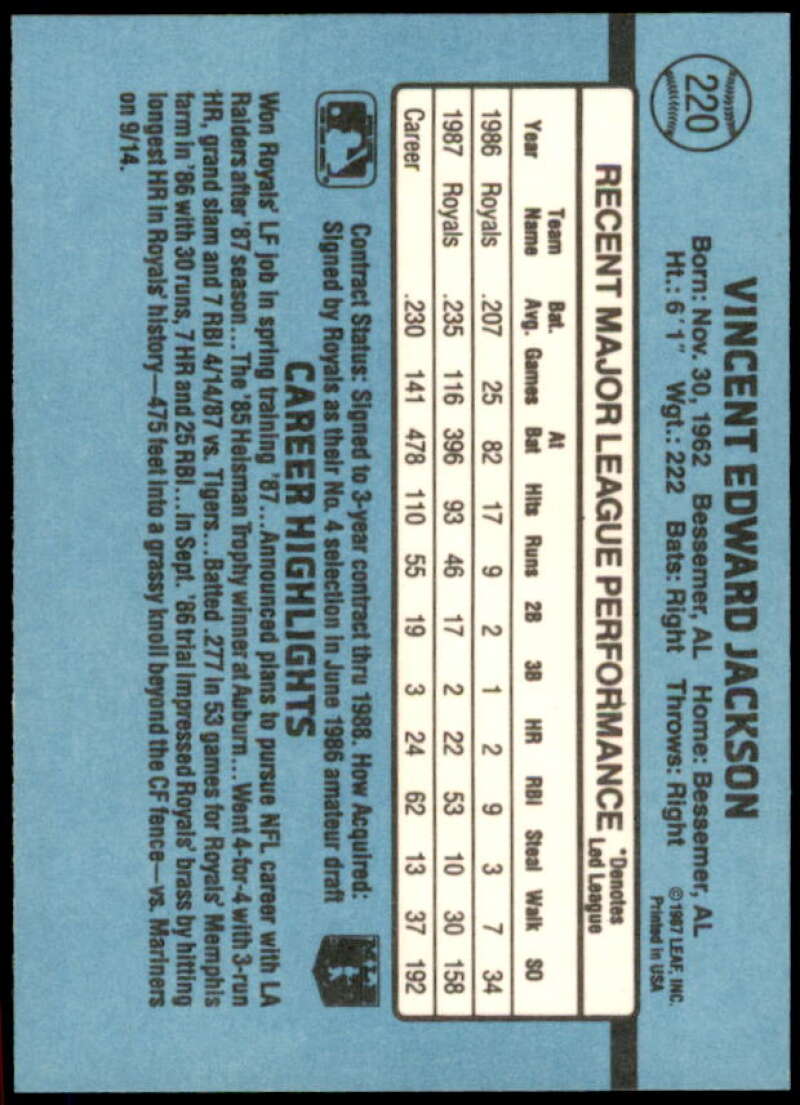 220
VINCENT EDWARD JACKSON
Born: Nov. 30, 1962 Bessemer, AL Home: Bessemer, AL
Ht.: 6'1" Wgt.: 222 Bats: Right Throws: Right
©1987 LEAF, INC.
Printed in USA
RECENT MAJOR LEAGUE PERFORMANCE *Denotes Led League
Year Team Name Bat. Avg. Games At Bat Hits Runs 2B 3B HR RBI Steal Walk SO
1986 Royals .207 25 82 17 9 2 1 2 9 3 7 34
1987 Royals .235 116 396 93 46 17 2 22 53 10 30 158
Career .230 141 478 110 55 19 3 24 62 13 37 192
Contract Status: Signed to 3-year contract thru 1988. How Acquired:
Signed by Royals as their No. 4 selection in June 1986 amateur draft
MLB
CAREER HIGHLIGHTS
Won Royals' LF job in spring training '87...Announced plans to pursue NFL career with LA
Raiders after '87 season...The '85 Heisman Trophy winner at Auburn...Went 4-for-4 with 3-run
HR, grand slam and 7 RBI 4/14/87 vs. Tigers...Batted .277 in 53 games for Royals' Memphis
farm in '86 with 30 runs, 7 HR and 25 RBI...In Sept. '86 trial impressed Royals' brass by hitting
longest HR in Royals' history—475 feet into a grassy knoll beyond the CF fence—vs. Mariners
on 9/14.